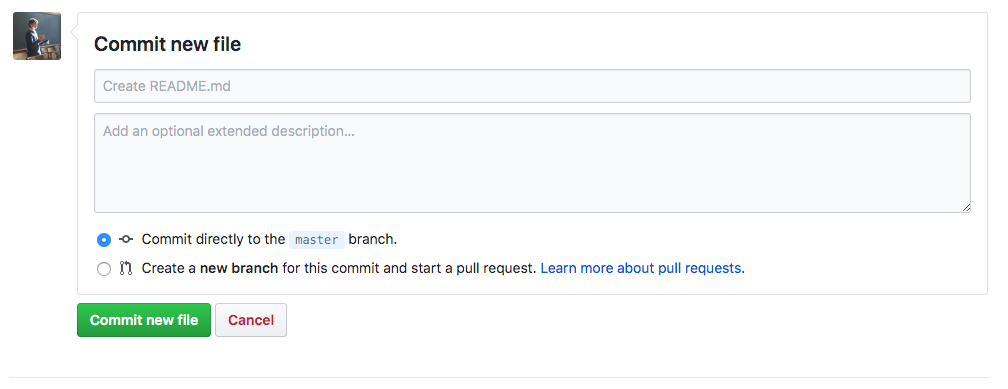 Commit new file
Create README.md
Add an optional extended description...
Commit directly to the master branch.
Create a new branch for this commit and start a pull request. Learn more about pull requests.
Commit new file
Cancel